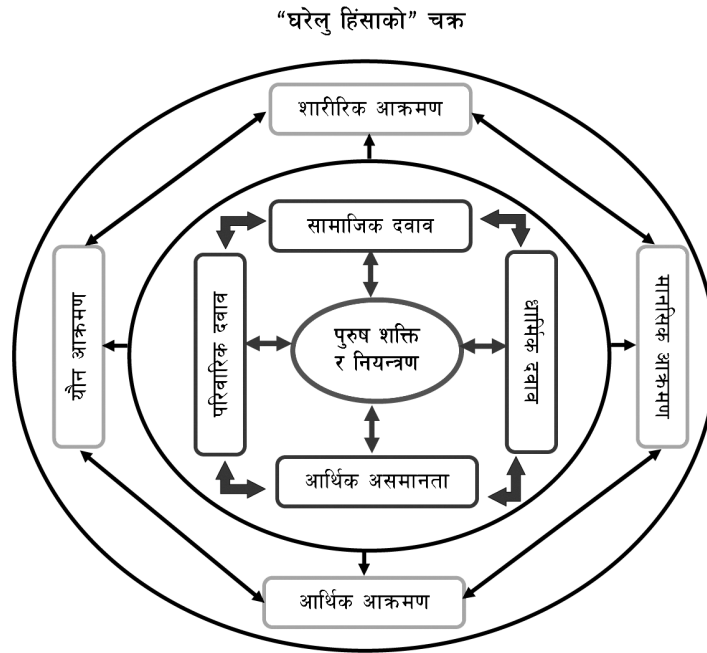 “घरेलु हिंसाको” चक्र
शारीरिक आक्रमण
सामाजिक दवाव
यौन आक्रमण
परिवारिक दवाव
पुरुष शक्ति
र नियन्त्रण
धार्मिक दवाव
मानसिक आक्रमण
आर्थिक असमानता
आर्थिक आक्रमण